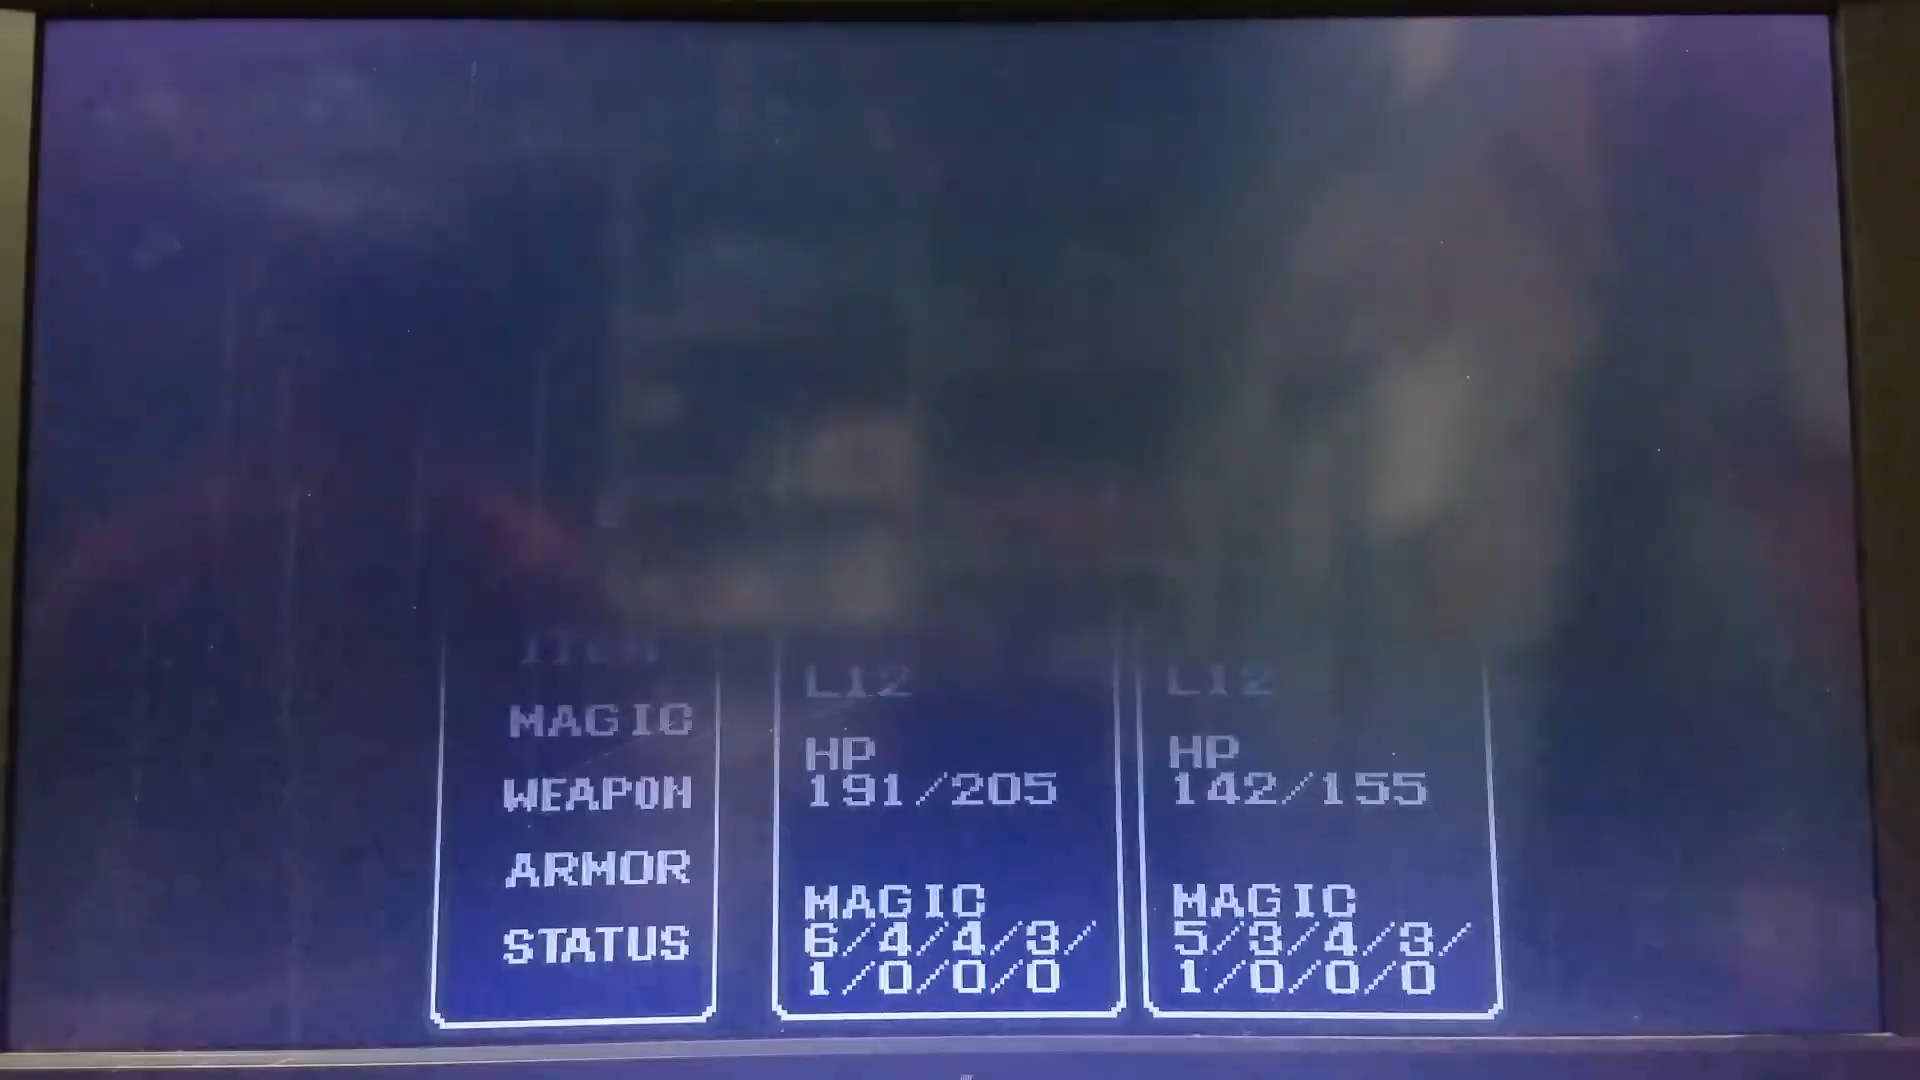 ITEM
MAGIC
WEAPON
ARMOR
STATUS
L12
HP
191/205
MAGIC
6/4/4/3/
1/0/0/0
L12
HP
142/155
MAGIC
5/3/4/3/
1/0/0/0